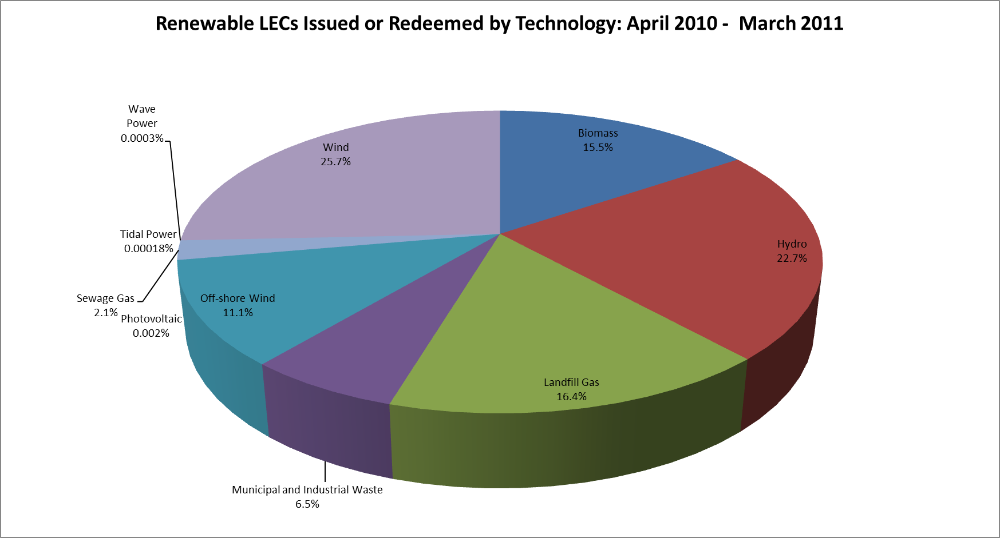 Renewable LECs Issued or Redeemed by Technology: April 2010 -  March 2011
Wave
Power
0.0003%
Wind
25.7%
Biomass
15.5%
Tidal Power
0.00018%
Hydro
22.7%
Sewage Gas
2.1%
Off-shore Wind
11.1%
Photovoltaic
0.002%
Landfill Gas
16.4%
Municipal and Industrial Waste
6.5%